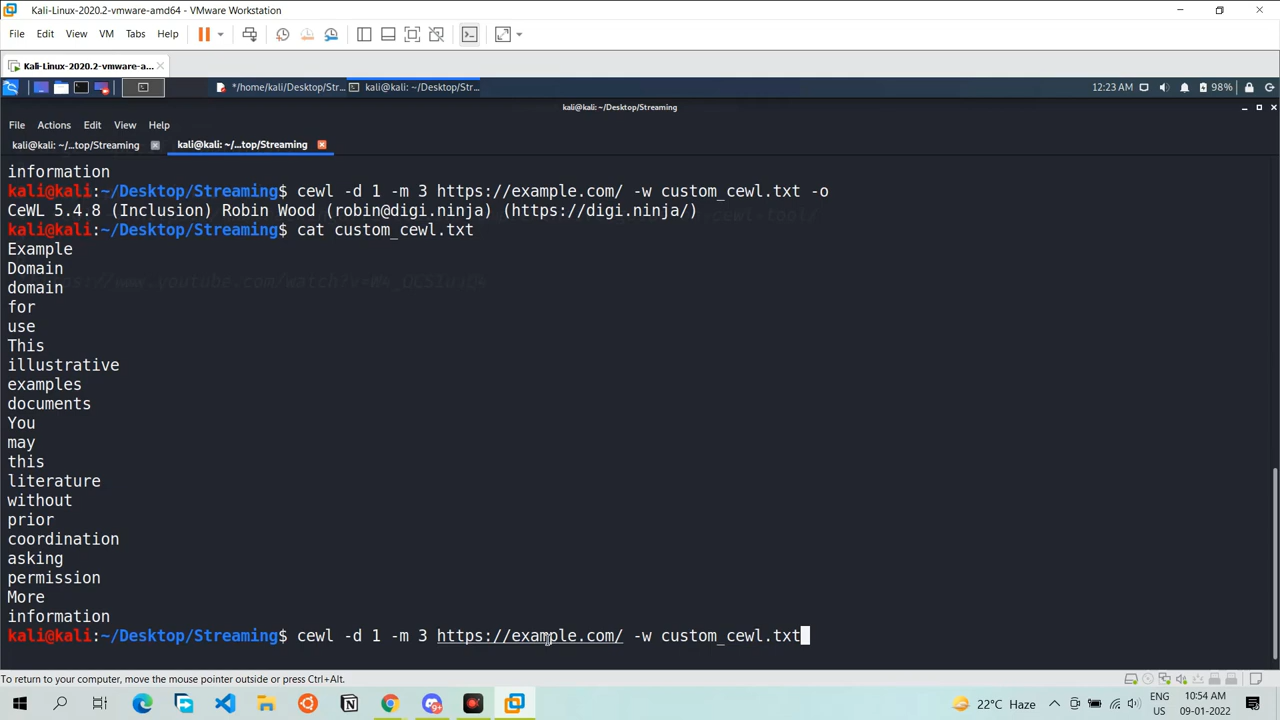 Kali-Linux-2020.2-vmware-amd64 - VMware Workstation
File Edit View VM Tabs Help
Kali-Linux-2020.2-vmware-a...
*/home/kali/Desktop/Str... kali@kali: ~/Desktop/Str... 12:23 AM 98%
kali@kali: ~/Desktop/Streaming
File Actions Edit View Help
kali@kali: ~/...top/Streaming kali@kali: ~/...top/Streaming
information
kali@kali:~/Desktop/Streaming$ cewl -d 1 -m 3 https://example.com/ -w custom_cewl.txt -o
CeWL 5.4.8 (Inclusion) Robin Wood (robin@digi.ninja) (https://digi.ninja/)
kali@kali:~/Desktop/Streaming$ cat custom_cewl.txt
Example
Domain
domain
for
use
This
illustrative
examples
documents
You
may
this
literature
without
prior
coordination
asking
permission
More
information
kali@kali:~/Desktop/Streaming$ cewl -d 1 -m 3 https://example.com/ -w custom_cewl.txt
To return to your computer, move the mouse pointer outside or press Ctrl+Alt.
22°C Haze ENG US 10:54 AM 09-01-2022